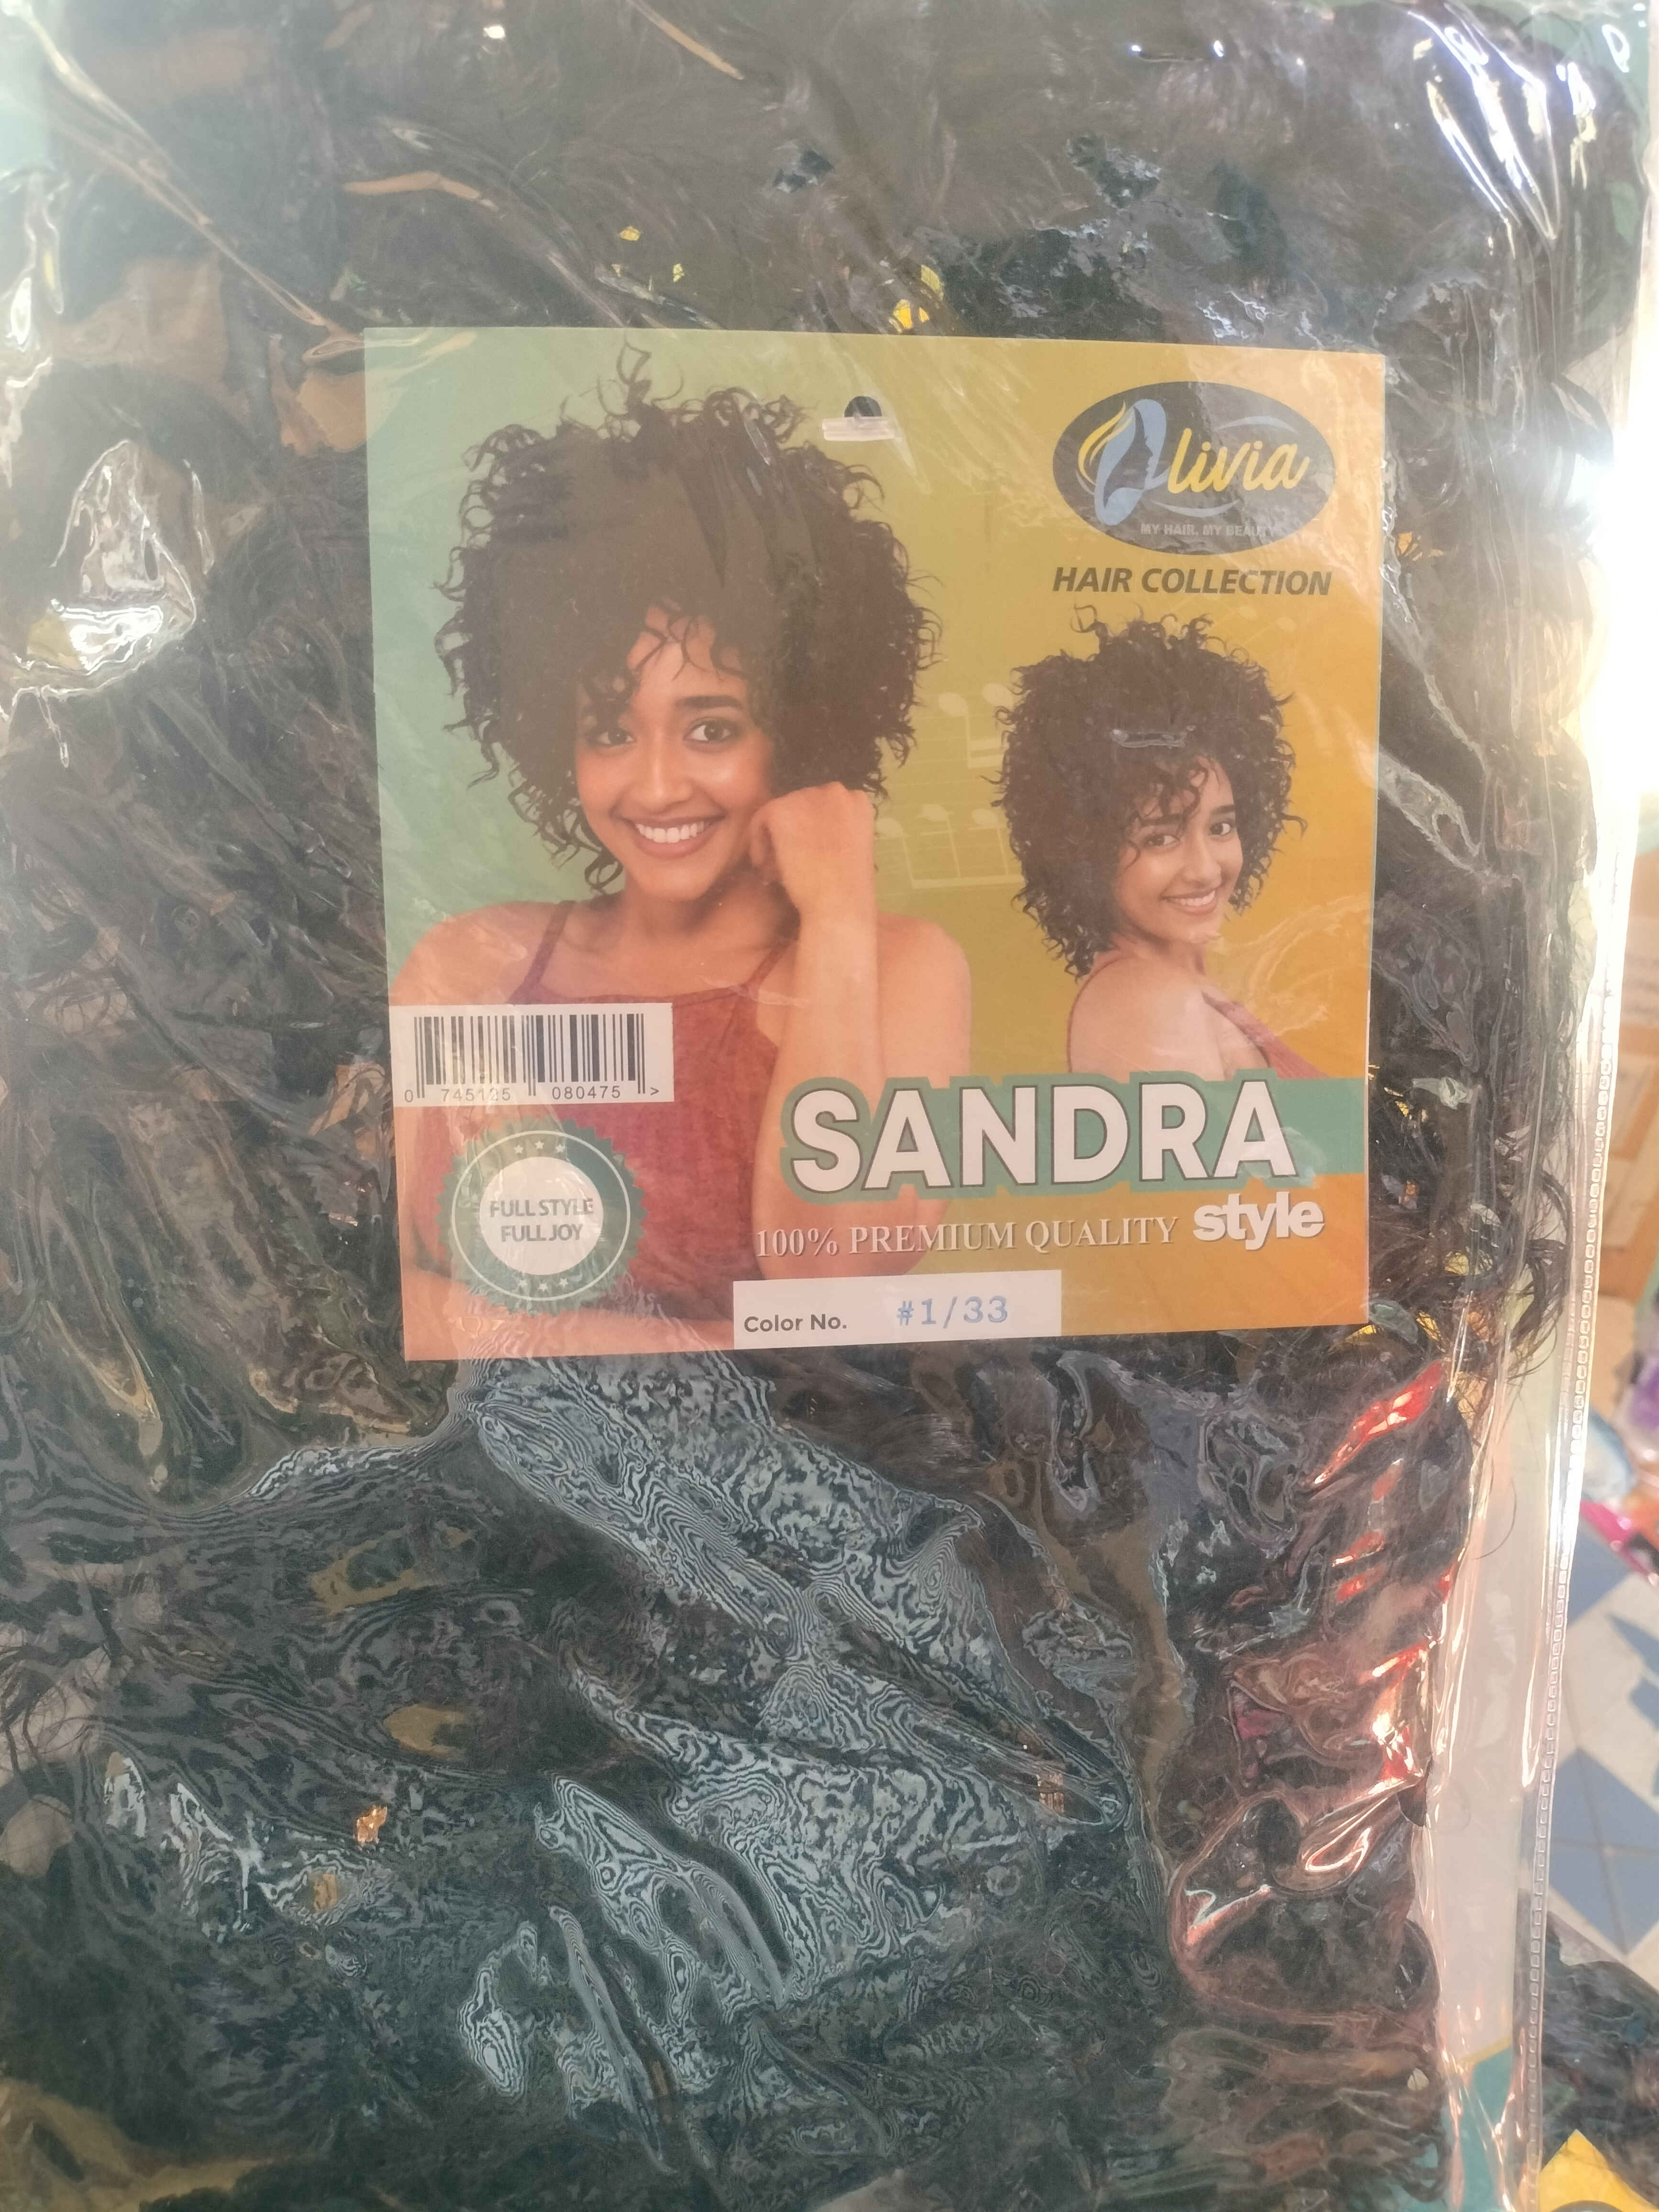 Olivia
MY HAIR, MY BEAUTY
HAIR COLLECTION
0 745125 080475 >
SANDRA
style
100% PREMIUM QUALITY
FULL STYLE
FULL JOY
Color No. #1/33